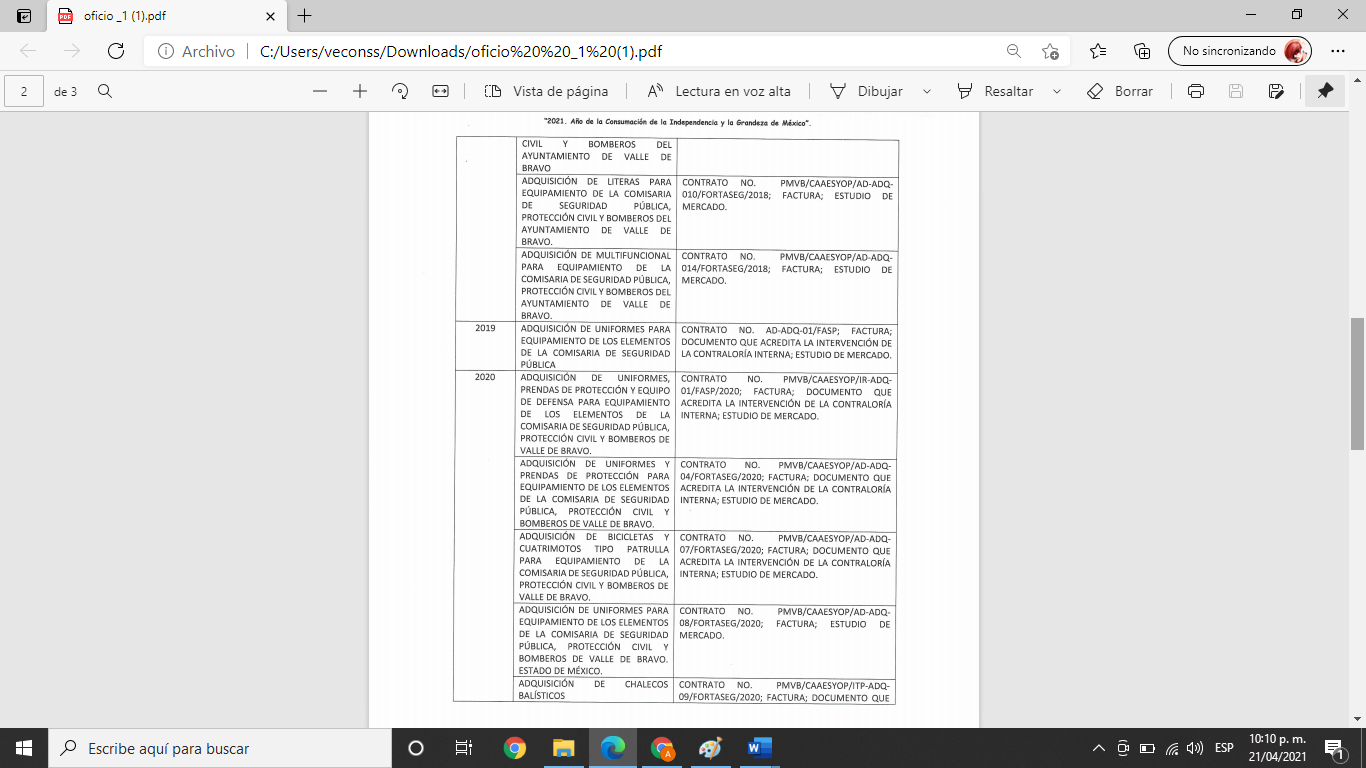 oficio _1 (1).pdf
Archivo
C:/Users/veconss/Downloads/oficio%20%20_1%20(1).pdf
No sincronizando
2
de 3
Vista de página
Lectura en voz alta
Dibujar
Resaltar
Borrar
"2021. Año de la Consumación de la Independencia y la Grandeza de México".
CIVIL Y BOMBEROS DEL
AYUNTAMIENTO DE VALLE DE
BRAVO
ADQUISICIÓN DE LITERAS PARA
EQUIPAMIENTO DE LA COMISARIA
DE SEGURIDAD PÚBLICA,
PROTECCIÓN CIVIL Y BOMBEROS DEL
AYUNTAMIENTO DE VALLE DE
BRAVO.
CONTRATO NO. PMVB/CAAESYOP/AD-ADQ-
010/FORTASEG/2018; FACTURA; ESTUDIO DE
MERCADO.
ADQUISICIÓN DE MULTIFUNCIONAL
PARA EQUIPAMIENTO DE LA
COMISARIA DE SEGURIDAD PÚBLICA,
PROTECCIÓN CIVIL Y BOMBEROS DEL
AYUNTAMIENTO DE VALLE DE
BRAVO.
CONTRATO NO. PMVB/CAAESYOP/AD-ADQ-
014/FORTASEG/2018; FACTURA; ESTUDIO DE
MERCADO.
2019
ADQUISICIÓN DE UNIFORMES PARA
EQUIPAMIENTO DE LOS ELEMENTOS
DE LA COMISARIA DE SEGURIDAD
PÚBLICA
CONTRATO NO. AD-ADQ-01/FASP; FACTURA;
DOCUMENTO QUE ACREDITA LA INTERVENCIÓN DE
LA CONTRALORÍA INTERNA; ESTUDIO DE MERCADO.
2020
ADQUISICIÓN DE UNIFORMES,
PRENDAS DE PROTECCIÓN Y EQUIPO
DE DEFENSA PARA EQUIPAMIENTO
DE LOS ELEMENTOS DE LA
COMISARIA DE SEGURIDAD PÚBLICA,
PROTECCIÓN CIVIL Y BOMBEROS DE
VALLE DE BRAVO.
CONTRATO NO. PMVB/CAAESYOP/IR-ADQ-
01/FASP/2020; FACTURA; DOCUMENTO QUE
ACREDITA LA INTERVENCIÓN DE LA CONTRALORÍA
INTERNA; ESTUDIO DE MERCADO.
ADQUISICIÓN DE UNIFORMES Y
PRENDAS DE PROTECCIÓN PARA
EQUIPAMIENTO DE LOS ELEMENTOS
DE LA COMISARIA DE SEGURIDAD
PÚBLICA, PROTECCIÓN CIVIL Y
BOMBEROS DE VALLE DE BRAVO.
CONTRATO NO. PMVB/CAAESYOP/AD-ADQ-
04/FORTASEG/2020; FACTURA; DOCUMENTO QUE
ACREDITA LA INTERVENCIÓN DE LA CONTRALORÍA
INTERNA; ESTUDIO DE MERCADO.
ADQUISICIÓN DE BICICLETAS Y
CUATRIMOTOS TIPO PATRULLA
PARA EQUIPAMIENTO DE LA
COMISARIA DE SEGURIDAD PÚBLICA,
PROTECCIÓN CIVIL Y BOMBEROS DE
VALLE DE BRAVO.
CONTRATO NO. PMVB/CAAESYOP/AD-ADQ-
07/FORTASEG/2020; FACTURA; DOCUMENTO QUE
ACREDITA LA INTERVENCIÓN DE LA CONTRALORÍA
INTERNA; ESTUDIO DE MERCADO.
ADQUISICIÓN DE UNIFORMES PARA
EQUIPAMIENTO DE LOS ELEMENTOS
DE LA COMISARIA DE SEGURIDAD
PÚBLICA, PROTECCIÓN CIVIL Y
BOMBEROS DE VALLE DE BRAVO.
ESTADO DE MÉXICO.
CONTRATO NO. PMVB/CAAESYOP/AD-ADQ-
08/FORTASEG/2020; FACTURA; ESTUDIO DE
MERCADO.
ADQUISICIÓN DE CHALECOS
BALÍSTICOS
CONTRATO NO. PMVB/CAAESYOP/ITP-ADQ-
09/FORTASEG/2020; FACTURA; DOCUMENTO QUE
Escribe aquí para buscar
ESP
10:10 p. m.
21/04/2021
1